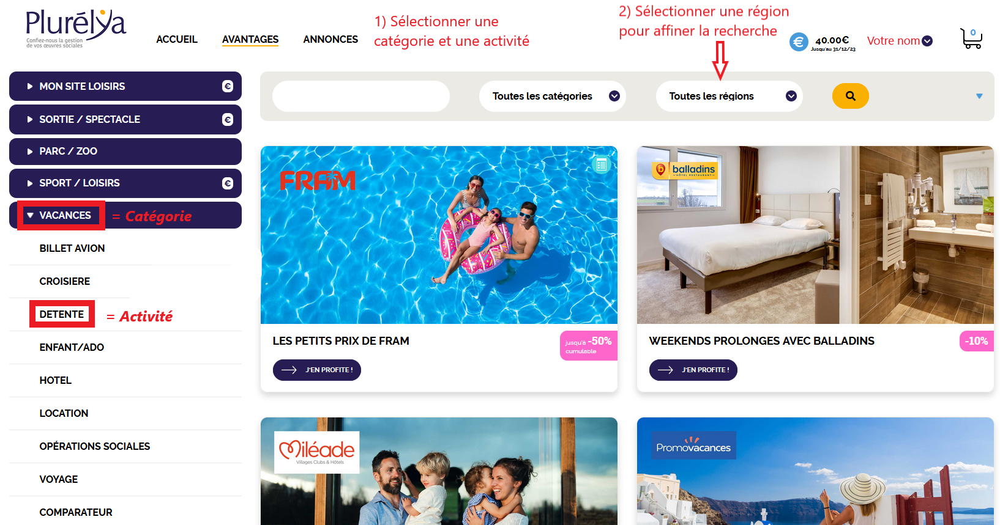 Plurélya
Confiez-nous la gestion
de vos œuvres sociales
ACCUEIL
AVANTAGES
ANNONCES
1) Sélectionner une
catégorie et une activité
2) Sélectionner une région
pour affiner la recherche
€
40.00€
Jusqu'au 31/12/23
Votre nom
0
MON SITE LOISIRS
€
SORTIE / SPECTACLE
€
PARC / ZOO
SPORT / LOISIRS
€
VACANCES
= Catégorie
BILLET AVION
CROISIERE
DETENTE
= Activité
ENFANT/ADO
HOTEL
LOCATION
OPÉRATIONS SOCIALES
VOYAGE
COMPARATEUR
Toutes les catégories
Toutes les régions
FRAM
LES PETITS PRIX DE FRAM
jusqu'à -50%
cumulable
J'EN PROFITE !
b balladins
HÔTEL RESTAURANT
WEEKENDS PROLONGES AVEC BALLADINS
-10%
J'EN PROFITE !
Miléade
Villages Clubs & Hôtels
Promovacances